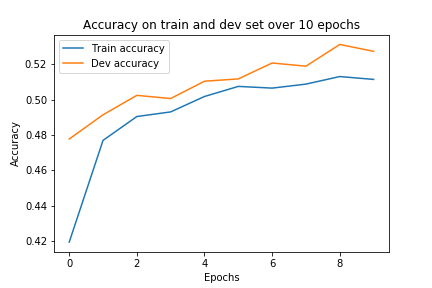 Accuracy on train and dev set over 10 epochs
Train accuracy
Dev accuracy
0.52
0.50
0.48
0.46
0.44
0.42
Accuracy
0 2 4 6 8
Epochs